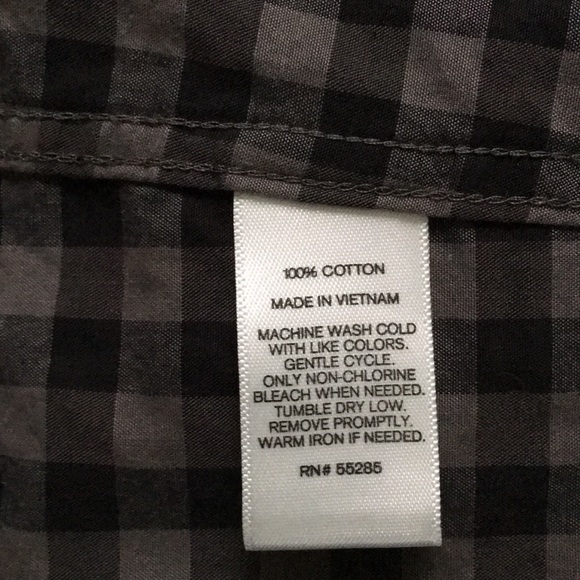 100% COTTON
MADE IN VIETNAM
MACHINE WASH COLD
WITH LIKE COLORS.
GENTLE CYCLE.
ONLY NON-CHLORINE
BLEACH WHEN NEEDED.
TUMBLE DRY LOW.
REMOVE PROMPTLY.
WARM IRON IF NEEDED.
RN# 55285